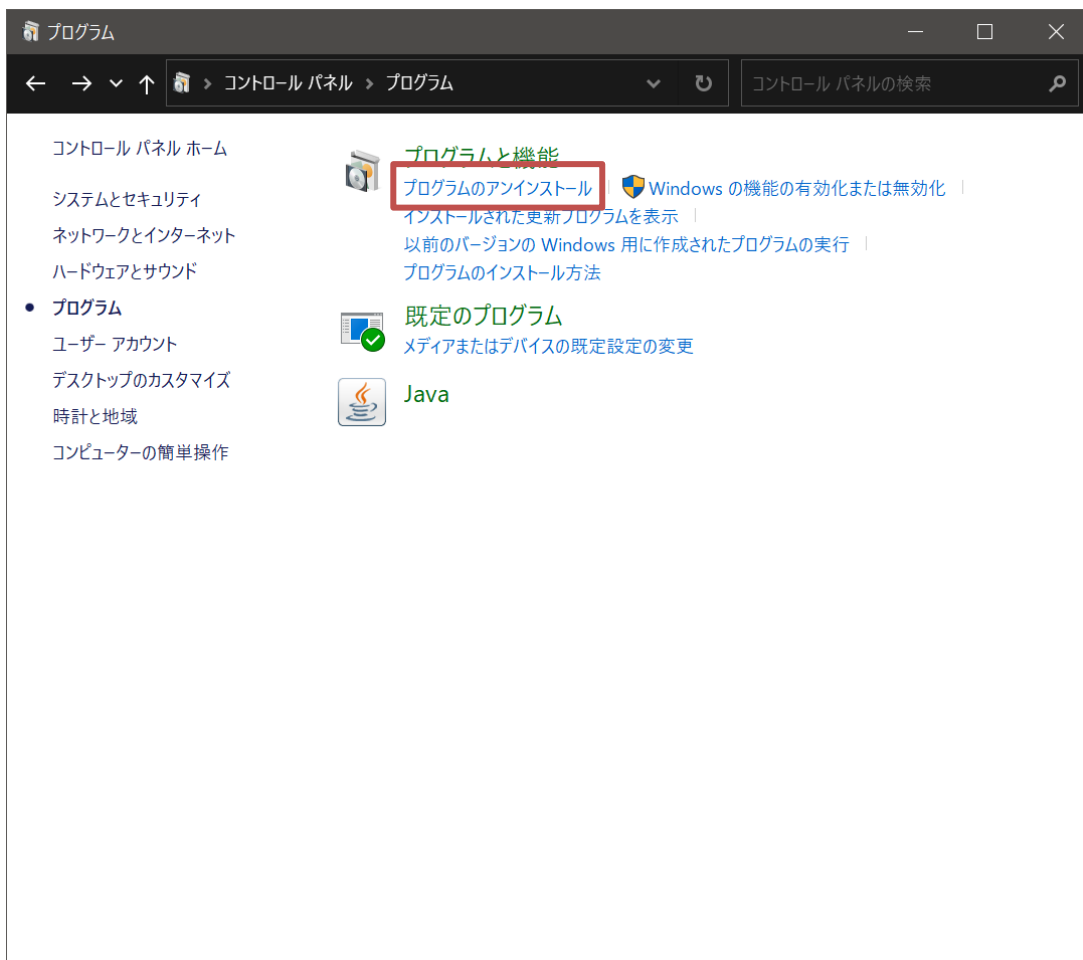 プログラム
コントロール パネル > プログラム
コントロール パネルの検索
コントロール パネル ホーム
システムとセキュリティ
ネットワークとインターネット
ハードウェアとサウンド
プログラム
ユーザー アカウント
デスクトップのカスタマイズ
時計と地域
コンピューターの簡単操作
プログラムと機能
プログラムのアンインストール
Windows の機能の有効化または無効化
インストールされた更新プログラムを表示
以前のバージョンの Windows 用に作成されたプログラムの実行
プログラムのインストール方法
既定のプログラム
メディアまたはデバイスの既定設定の変更
Java